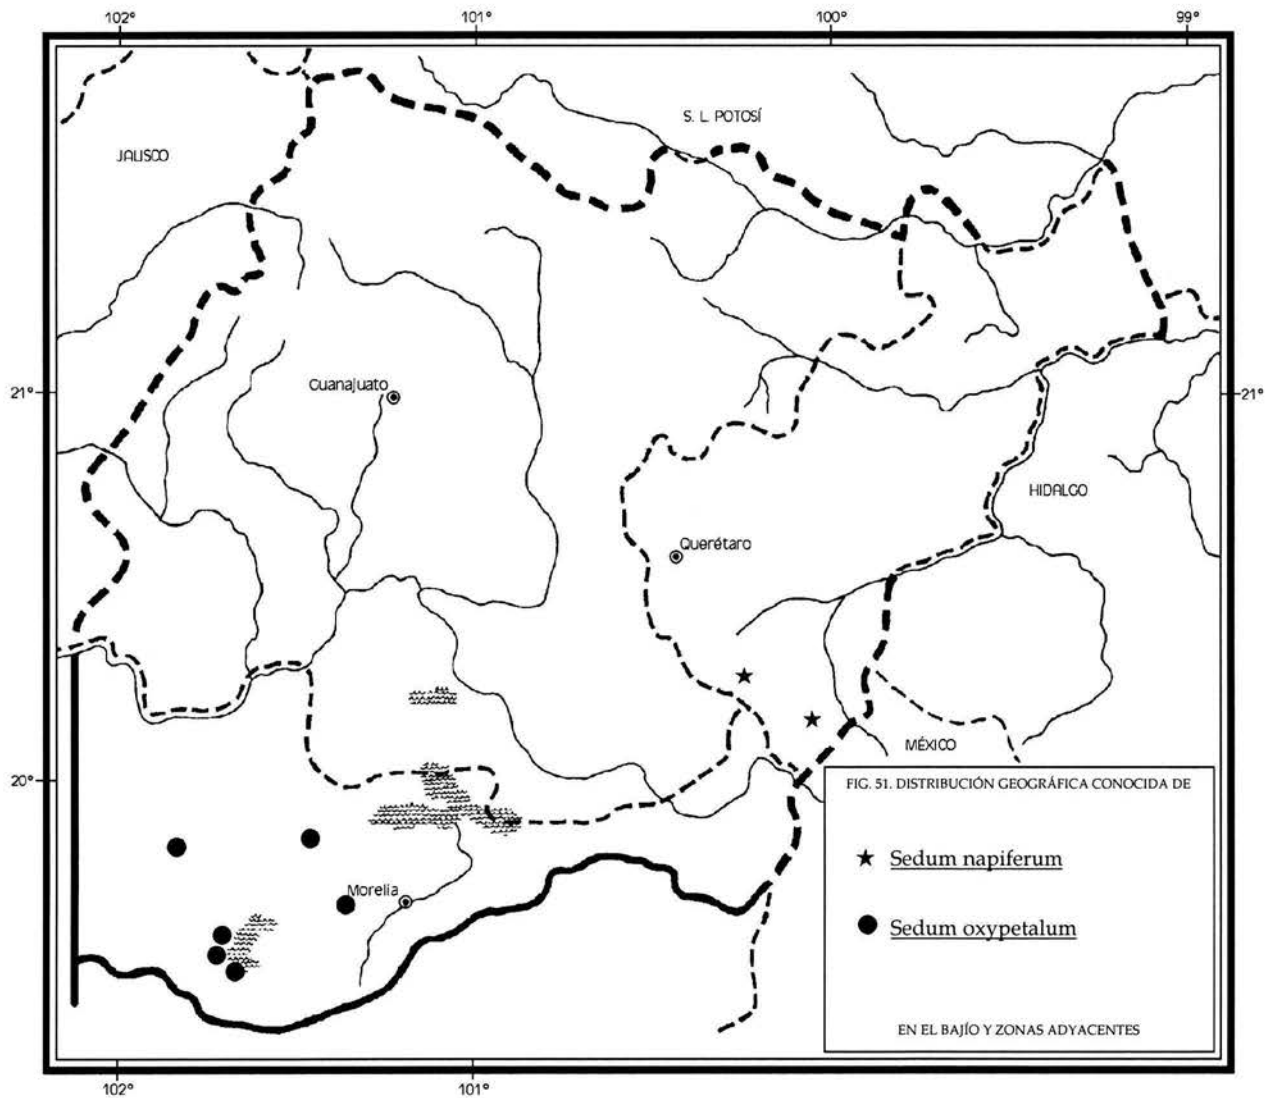 102°
101°
100°
99°
S. L. POTOSÍ
JALISCO
Guanajuato
21°
21°
HIDALGO
Querétaro
MÉXICO
20°
FIG. 51. DISTRIBUCIÓN GEOGRÁFICA CONOCIDA DE
Sedum napiferum
Morelia
Sedum oxypetalum
EN EL BAJÍO Y ZONAS ADYACENTES
102°
101°